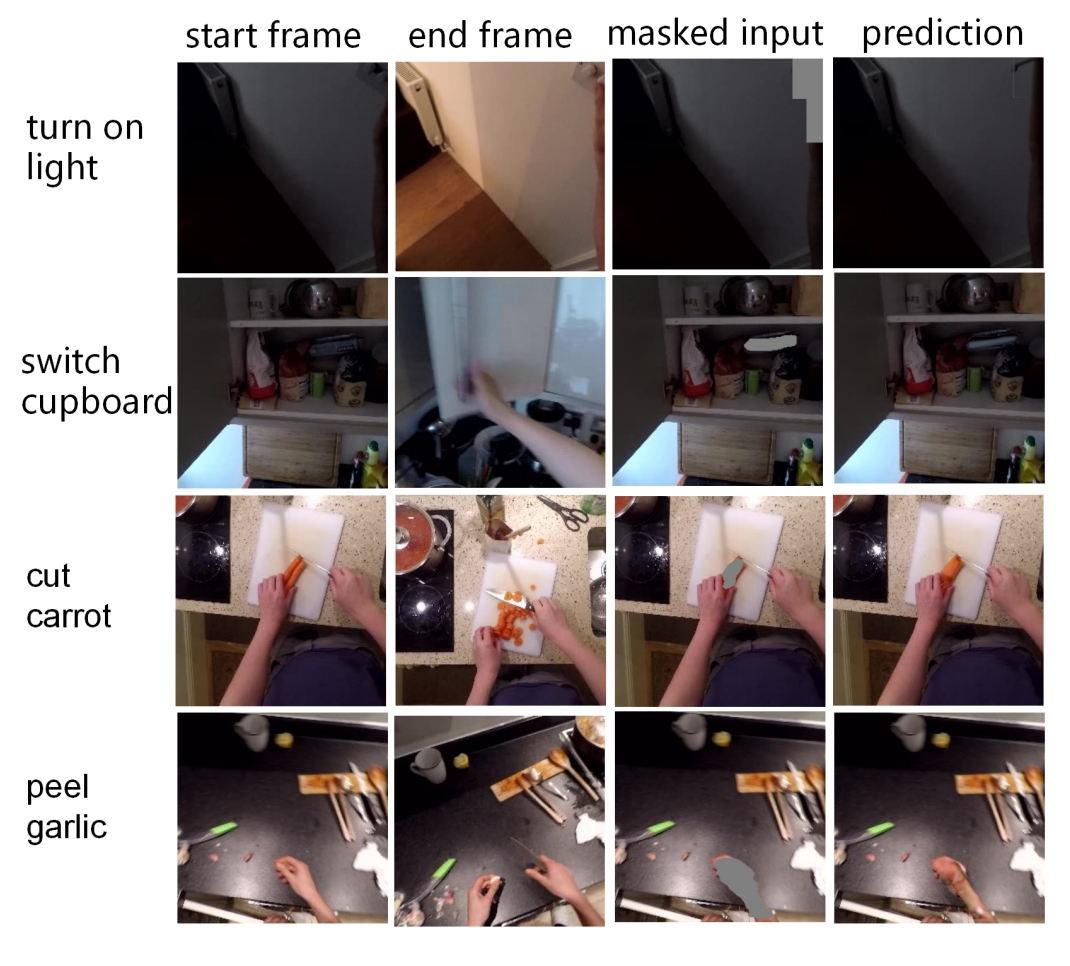 start frame
end frame
masked input
prediction
turn on
light
switch
cupboard
cut
carrot
peel
garlic